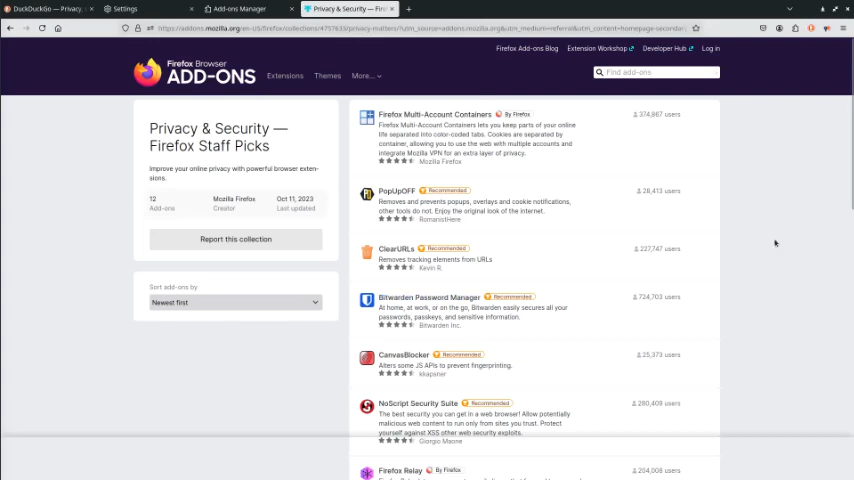 DuckDuckGo — Privacy,
Settings
Add-ons Manager
Privacy & Security — Firef
https://addons.mozilla.org/en-US/firefox/collections/4757633/privacy-matters/?utm_source=addons.mozilla.org&utm_medium=referral&utm_content=homepage-secondar
Firefox Add-ons Blog
Extension Workshop
Developer Hub
Log in
Firefox Browser
ADD-ONS
Extensions
Themes
More...
Find add-ons
Privacy & Security —
Firefox Staff Picks
Improve your online privacy with powerful browser exten-
sions.
12
Add-ons
Mozilla Firefox
Creator
Oct 11, 2023
Last updated
Report this collection
Sort add-ons by
Newest first
Firefox Multi-Account Containers By Firefox
374,867 users
Firefox Multi-Account Containers lets you keep parts of your online
life separated into color-coded tabs. Cookies are separated by
container, allowing you to use the web with multiple accounts and
integrate Mozilla VPN for an extra layer of privacy.
Mozilla Firefox
PopUpOFF Recommended
28,413 users
Removes and prevents popups, overlays and cookie notifications,
other tools do not. Enjoy the original look of the internet.
RomanistHere
ClearURLs Recommended
227,747 users
Removes tracking elements from URLs
Kevin R.
Bitwarden Password Manager Recommended
724,703 users
At home, at work, or on the go, Bitwarden easily secures all your
passwords, passkeys, and sensitive information.
Bitwarden Inc.
CanvasBlocker Recommended
25,373 users
Alters some JS APIs to prevent fingerprinting.
kkapsner
NoScript Security Suite Recommended
280,409 users
The best security you can get in a web browser! Allow potentially
malicious web content to run only from sites you trust. Protect
yourself against XSS other web security exploits.
Giorgio Maone
Firefox Relay By Firefox
204,008 users